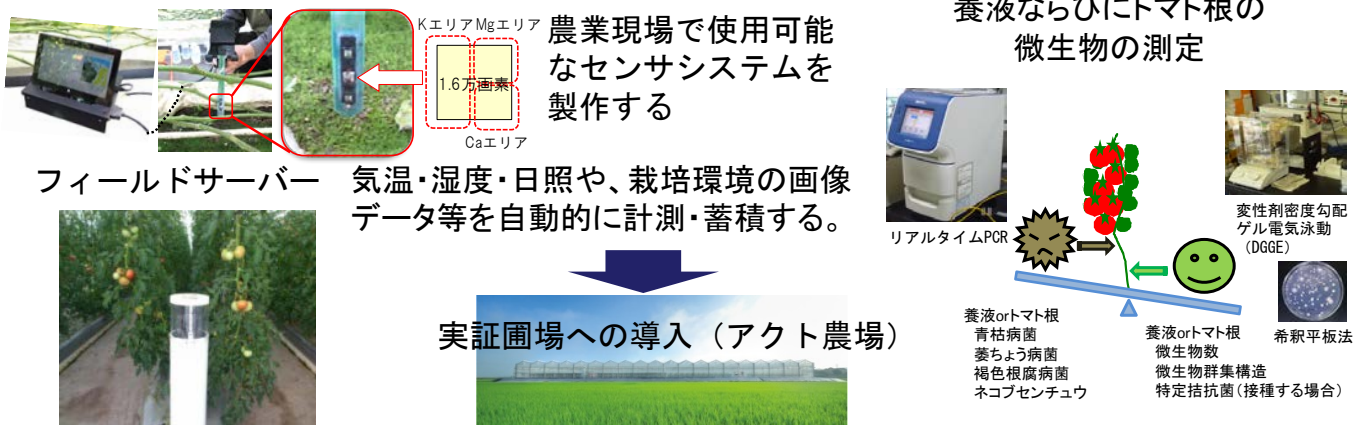 Kエリア Mgエリア
1.6万画素
Caエリア
農業現場で使用可能
なセンサシステムを
製作する
フィールドサーバー
気温・湿度・日照や、栽培環境の画像
データ等を自動的に計測・蓄積する。
実証圃場への導入（アクト農場）
養液ならびにトマト根の
微生物の測定
リアルタイムPCR
変性剤密度勾配
ゲル電気泳動
（DGGE）
希釈平板法
養液orトマト根
青枯病菌
萎ちょう病菌
褐色根腐病菌
ネコブセンチュウ
養液orトマト根
微生物数
微生物群集構造
特定拮抗菌(接種する場合)